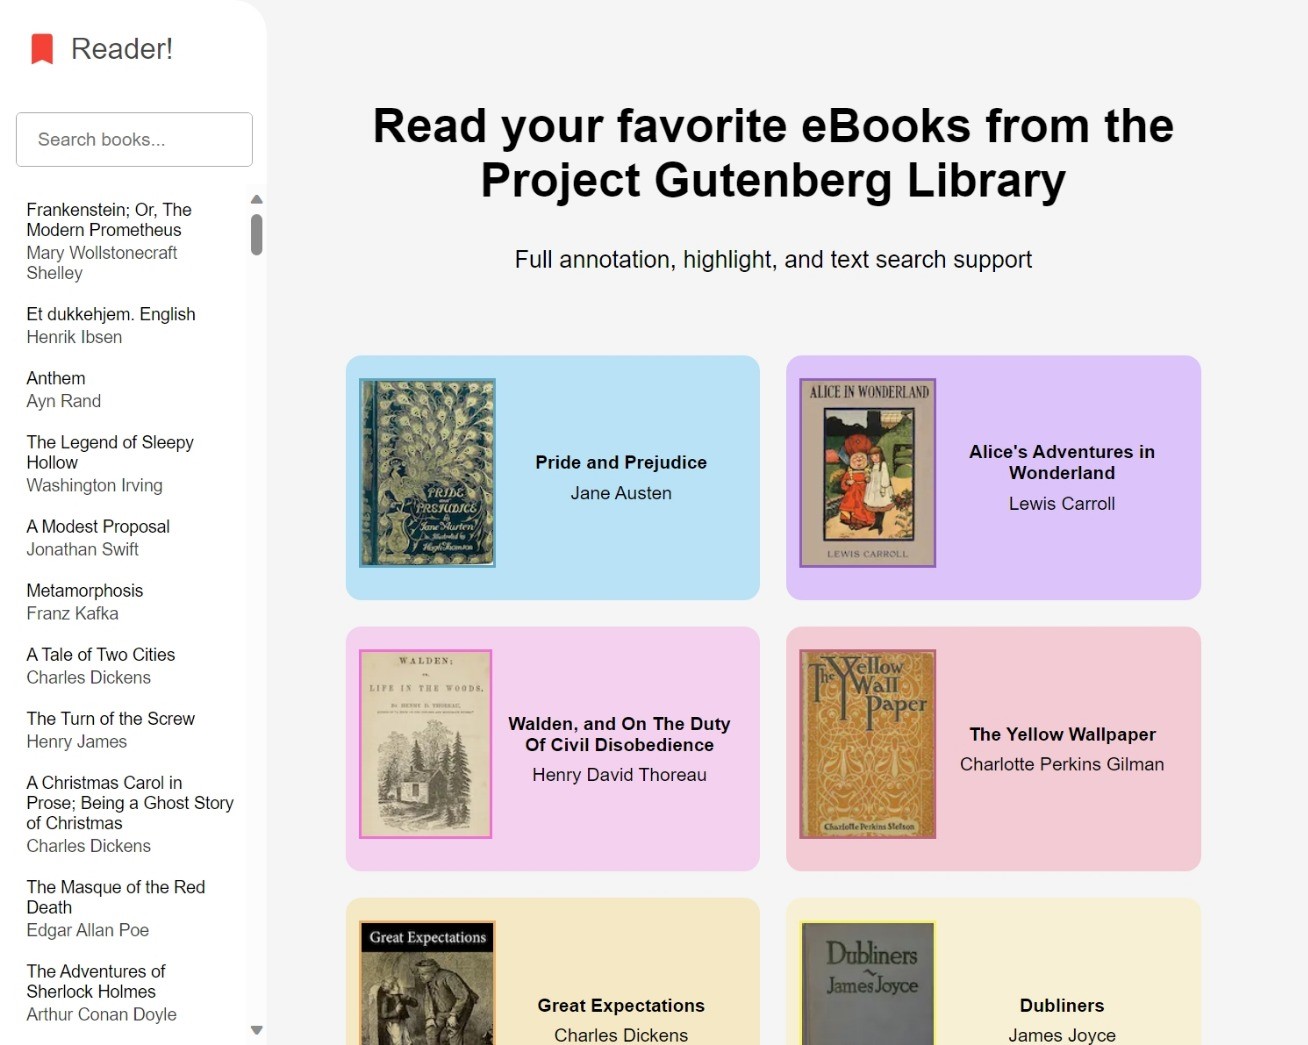 Reader!
Search books...
Frankenstein; Or, The
Modern Prometheus
Mary Wollstonecraft
Shelley
Et dukkehjem. English
Henrik Ibsen
Anthem
Ayn Rand
The Legend of Sleepy
Hollow
Washington Irving
A Modest Proposal
Jonathan Swift
Metamorphosis
Franz Kafka
A Tale of Two Cities
Charles Dickens
The Turn of the Screw
Henry James
A Christmas Carol in
Prose; Being a Ghost Story
of Christmas
Charles Dickens
The Masque of the Red
Death
Edgar Allan Poe
The Adventures of
Sherlock Holmes
Arthur Conan Doyle
Read your favorite eBooks from the
Project Gutenberg Library
Full annotation, highlight, and text search support
PRIDE
and
PREJUDICE
by
Jane Austen
Illustrated by
Hugh Thomson
Pride and Prejudice
Jane Austen
ALICE IN WONDERLAND
LEWIS CARROLL
Alice's Adventures in
Wonderland
Lewis Carroll
WALDEN;
OR,
LIFE IN THE WOODS.
BY HENRY D. THOREAU,
Walden, and On The Duty
Of Civil Disobedience
Henry David Thoreau
The Yellow
Wall
Paper
Charlotte Perkins Stetson
The Yellow Wallpaper
Charlotte Perkins Gilman
Great Expectations
Great Expectations
Charles Dickens
Dubliners
James Joyce
Dubliners
James Joyce